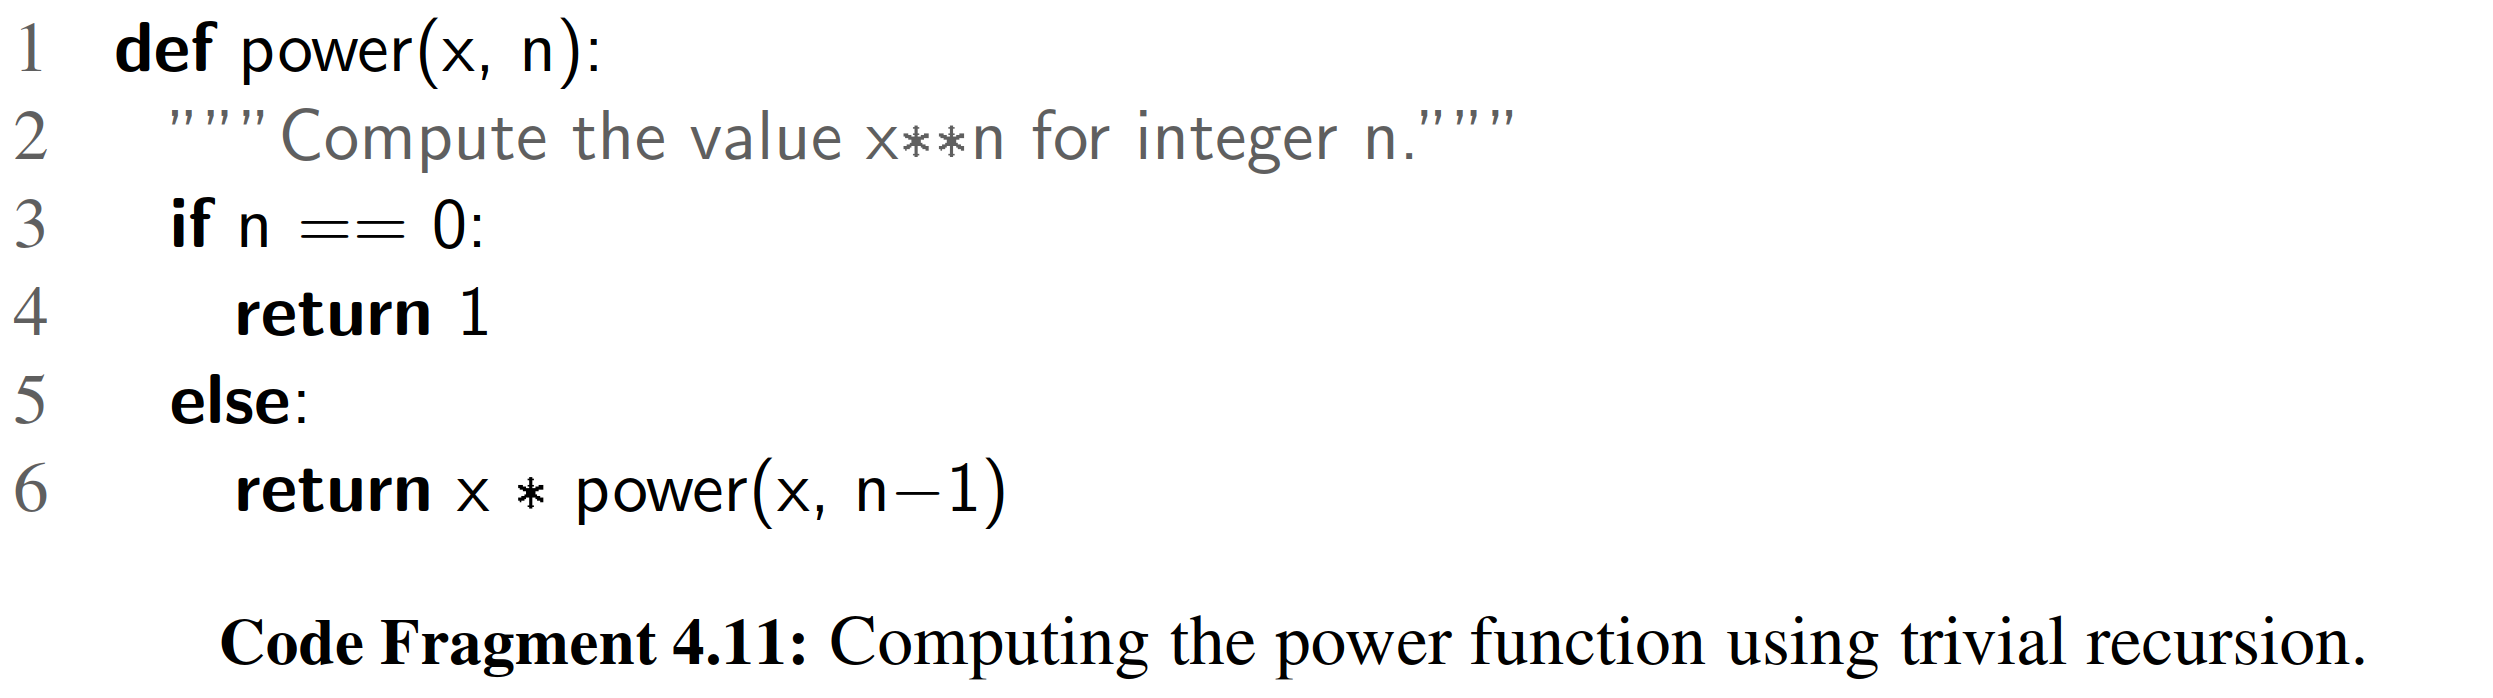 1 def power(x, n):
2 """Compute the value x**n for integer n."""
3 if n == 0:
4 return 1
5 else:
6 return x * power(x, n−1)
Code Fragment 4.11: Computing the power function using trivial recursion.